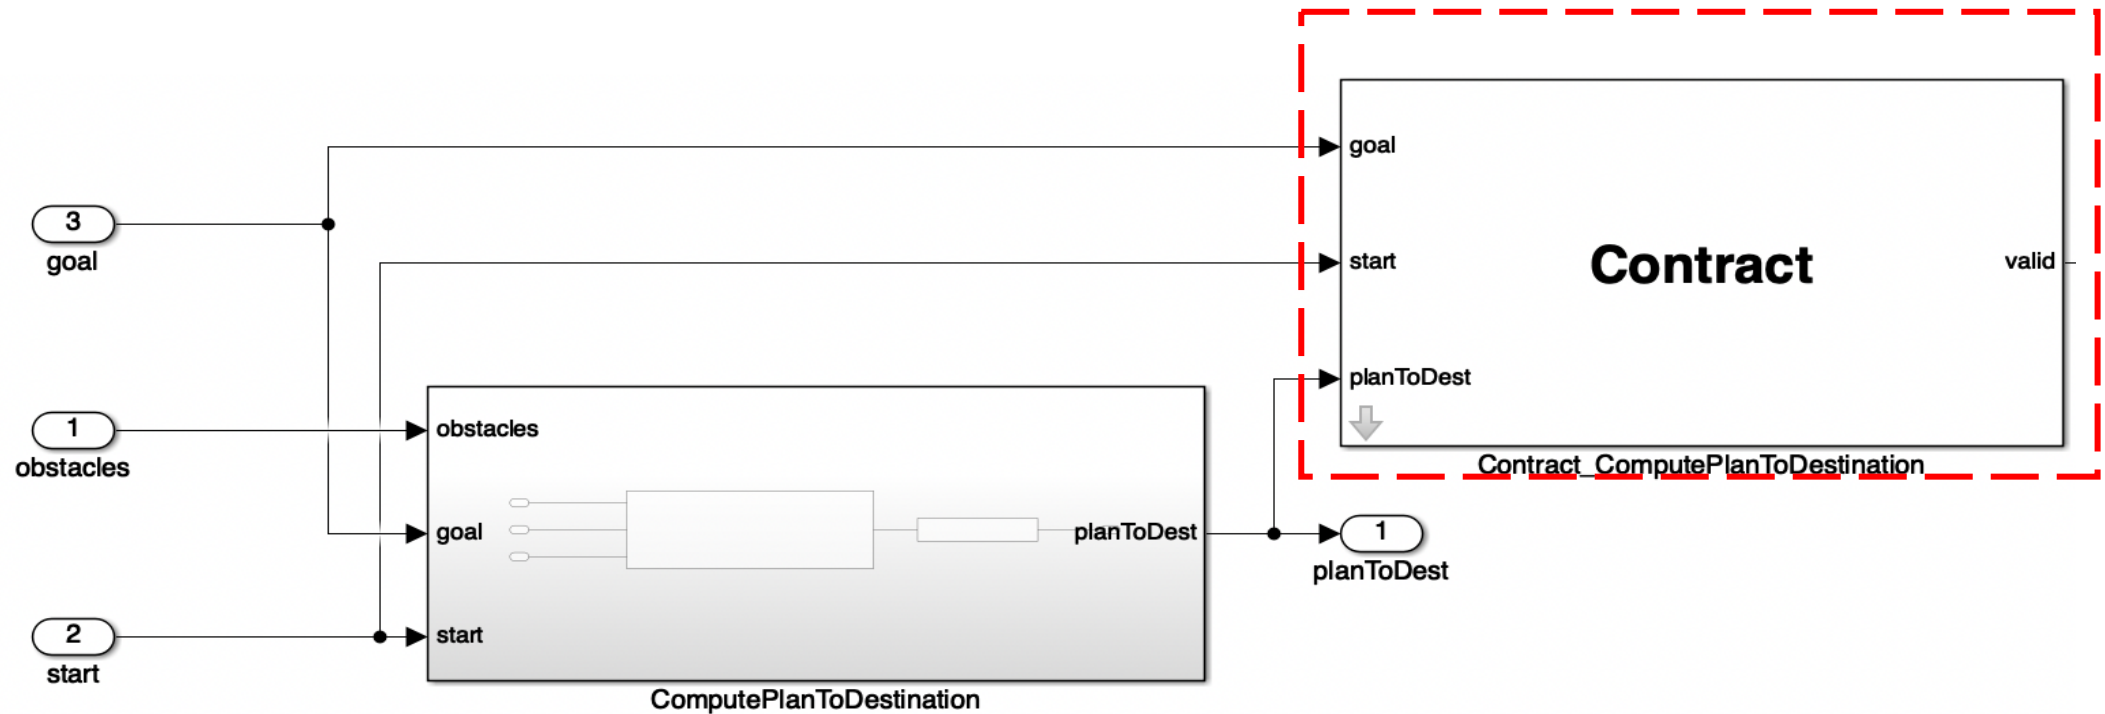 3
goal
1
obstacles
2
start
obstacles
goal
start
planToDest
ComputePlanToDestination
goal
start
planToDest
Contract
valid
Contract_ComputePlanToDestination
1
planToDest